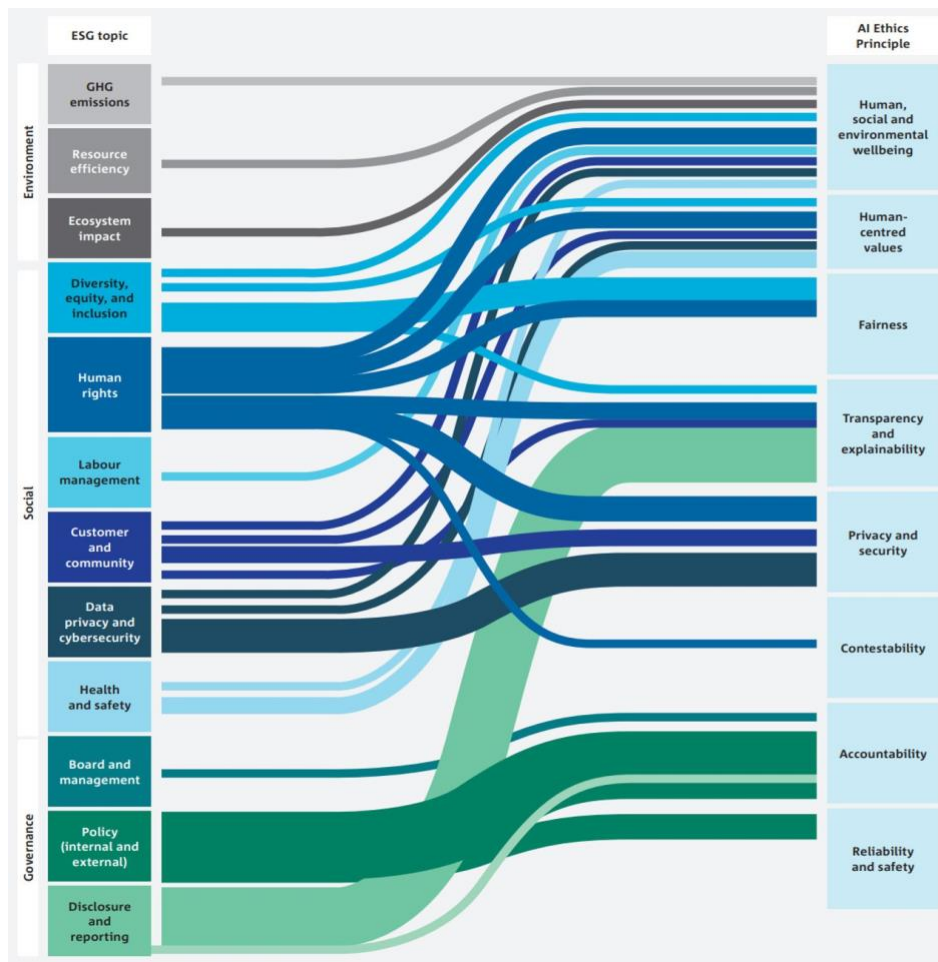 ESG topic
AI Ethics
Principle
Environment
GHG
emissions
Resource
efficiency
Ecosystem
impact
Social
Diversity,
equity, and
inclusion
Human
rights
Labour
management
Customer
and
community
Data
privacy and
cybersecurity
Health
and safety
Governance
Board and
management
Policy
(internal and
external)
Disclosure
and
reporting
Human,
social and
environmental
wellbeing
Human-
centred
values
Fairness
Transparency
and
explainability
Privacy and
security
Contestability
Accountability
Reliability
and safety